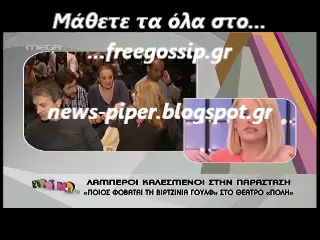 Μάθετε τα όλα στο...
...freegossip.gr
MEGA
news-piper.blogspot.gr ..
ΛΑΜΠΕΡΟΙ ΚΑΛΕΣΜΕΝΟΙ ΣΤΗΝ ΠΑΡΑΣΤΑΣΗ
«ΠΟΙΟΣ ΦΟΒΑΤΑΙ ΤΗ ΒΙΡΤΖΙΝΙΑ ΓΟΥΛΦ» ΣΤΟ ΘΕΑΤΡΟ «ΠΟΛΗ»